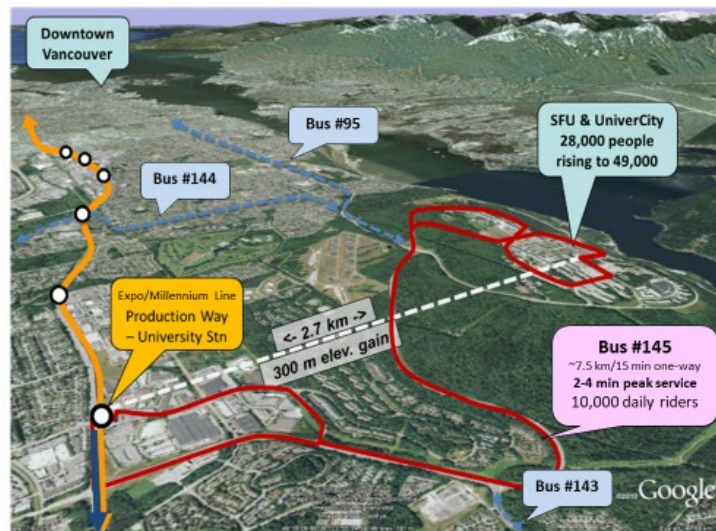 Downtown
Vancouver
Bus #95
SFU & UniverCity
28,000 people
rising to 49,000
Bus #144
Expo/Millennium Line
Production Way
– University Stn
<- 2.7 km ->
300 m elev. gain
Bus #145
~7.5 km/15 min one-way
2-4 min peak service
10,000 daily riders
Bus #143
Google